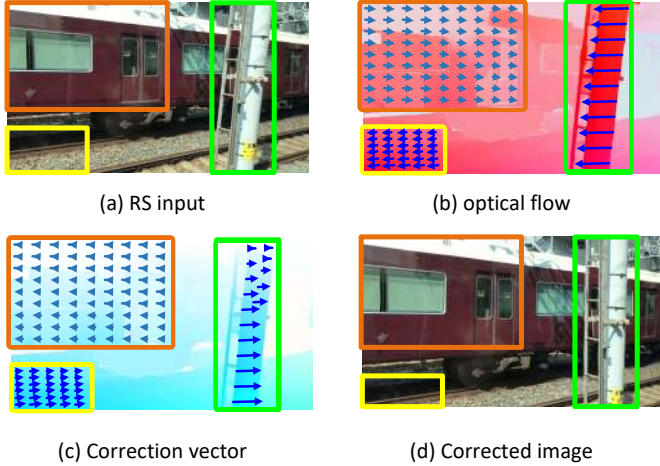 (a) RS input
(b) optical flow
(c) Correction vector
(d) Corrected image